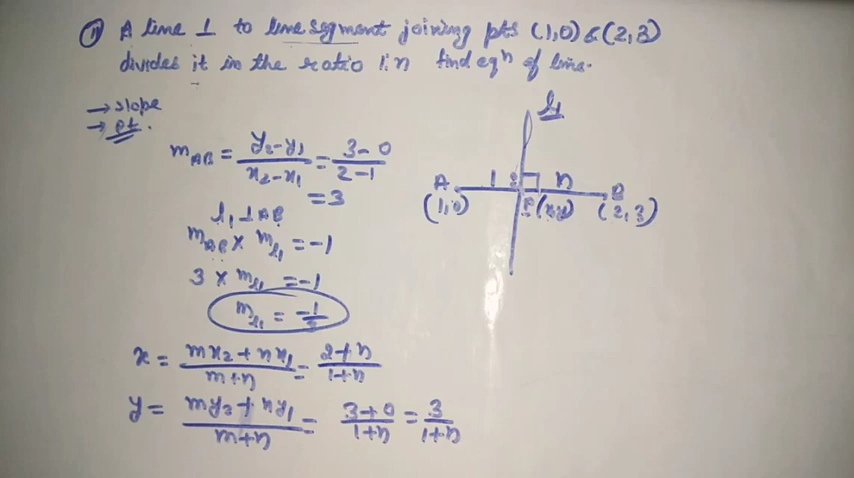 (11) A line ⊥ to line segment joining pts (1,0) & (2,3)
divides it in the ratio 1:n find eqn of line.
→ slope
→ pt.
m_AB = y₂-y₁/x₂-x₁ = 3-0/2-1
= 3
l₁ ⊥ AB
m_AB × m_l₁ = -1
3 × m_l₁ = -1
m_l₁ = -1/3
x = mx₂+nx₁/m+n = 2+n/1+n
y = my₂+ny₁/m+n = 3+0/1+n = 3/1+n
l₁
A 1 : n B
(1,0) P(x,y) (2,3)